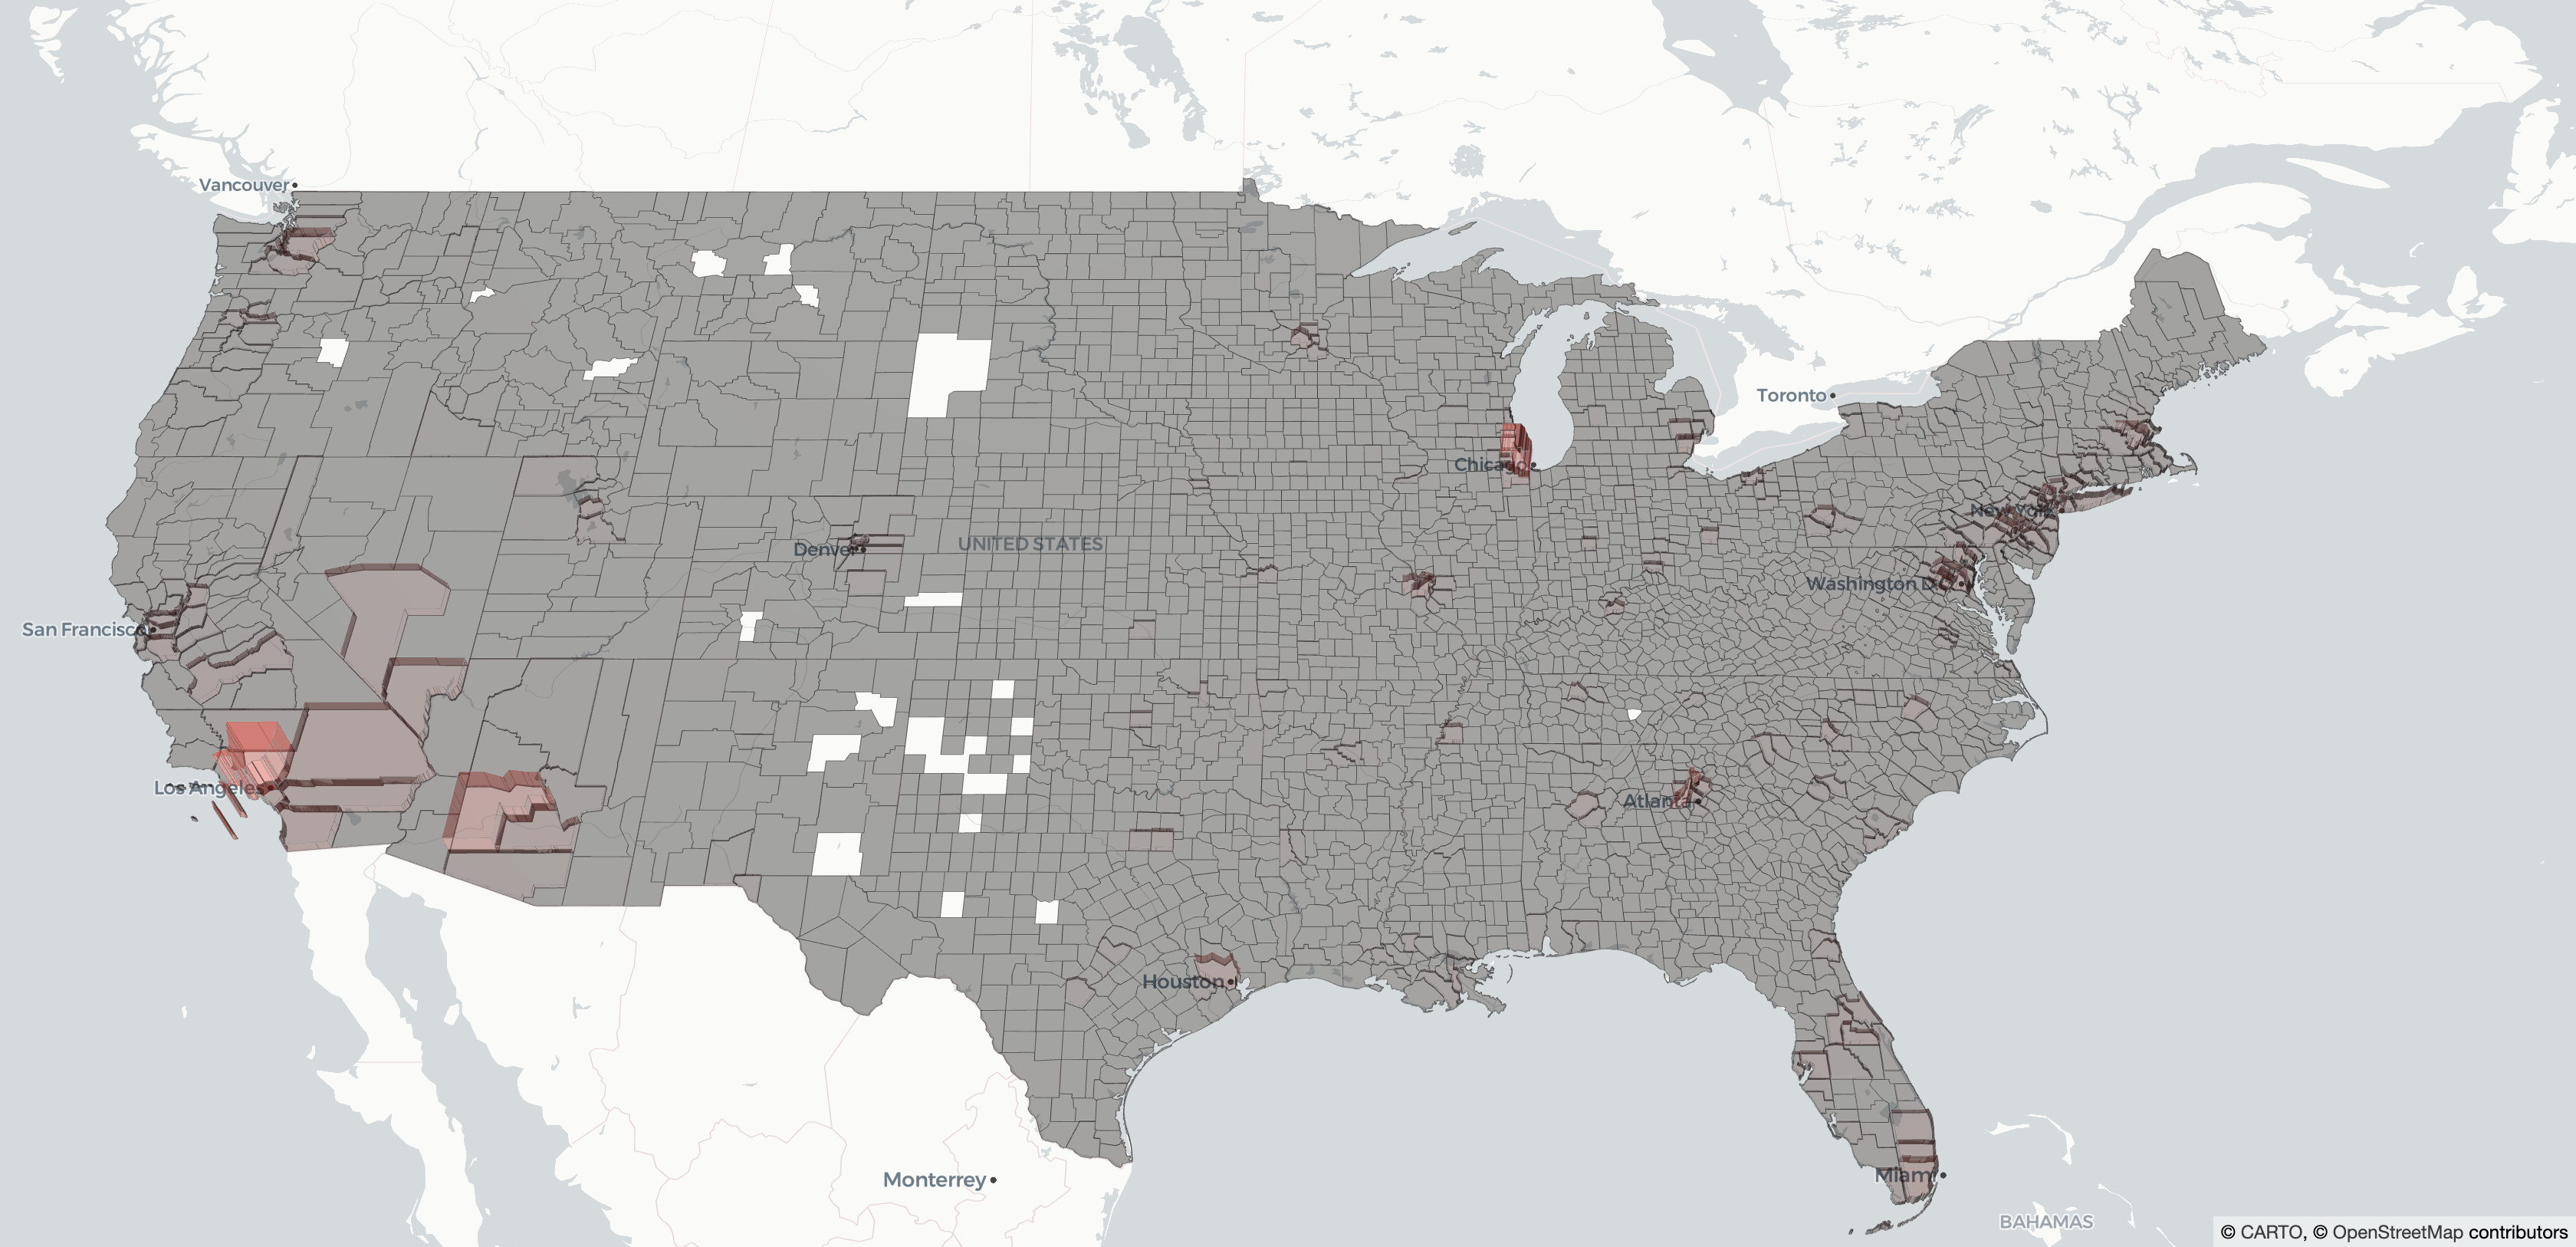 Vancouver
Toronto
Chicago
New York
Denver
UNITED STATES
Washington D
San Francisco
Los Angeles
Atlanta
Houston
Miami
Monterrey
BAHAMAS
© CARTO, © OpenStreetMap contributors